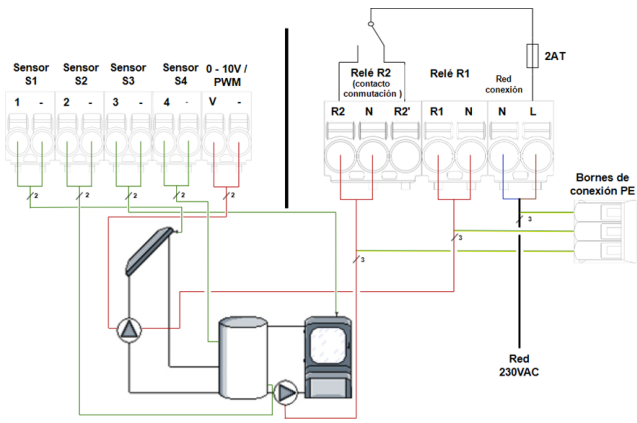 Sensor S1
Sensor S2
Sensor S3
Sensor S4
0 - 10V / PWM
1 - 2 - 3 - 4 - V -
2 2 2 2 2
Relé R2
(contacto
conmutación )
Relé R1
Red
conexión
2AT
R2 N R2' R1 N N L
Bornes de
conexión PE
3
3
3
Red
230VAC